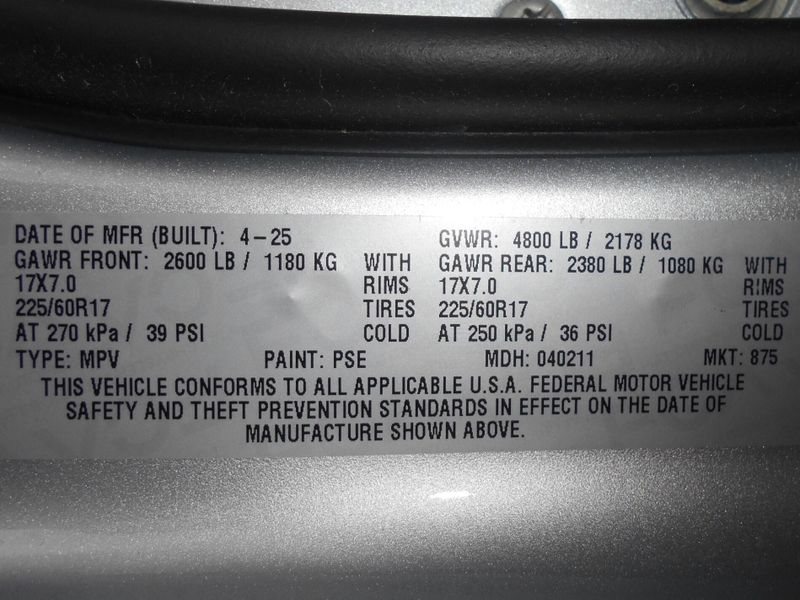 DATE OF MFR (BUILT): 4-25 GVWR: 4800 LB / 2178 KG
GAWR FRONT: 2600 LB / 1180 KG WITH GAWR REAR: 2380 LB / 1080 KG WITH
17X7.0 RIMS 17X7.0 RIMS
225/60R17 TIRES 225/60R17 TIRES
AT 270 kPa / 39 PSI COLD AT 250 kPa / 36 PSI COLD
TYPE: MPV PAINT: PSE MDH: 040211 MKT: 875
THIS VEHICLE CONFORMS TO ALL APPLICABLE U.S.A. FEDERAL MOTOR VEHICLE
SAFETY AND THEFT PREVENTION STANDARDS IN EFFECT ON THE DATE OF
MANUFACTURE SHOWN ABOVE.